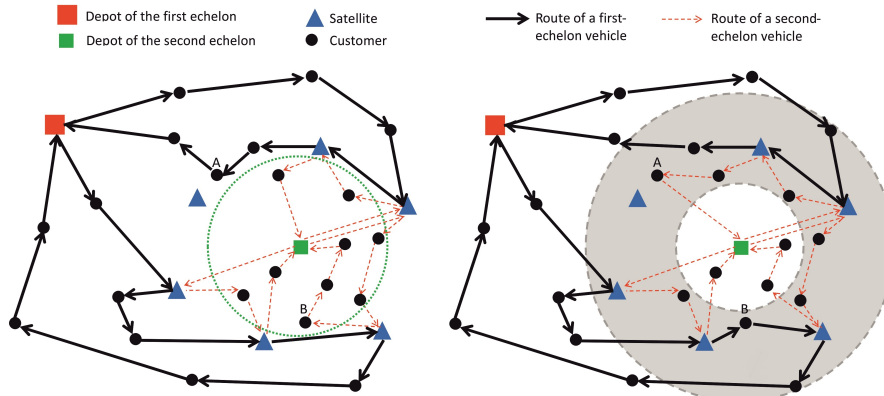 Depot of the first echelon
Satellite
Depot of the second echelon
Customer
Route of a first-
echelon vehicle
Route of a second-
echelon vehicle
A
B
A
B